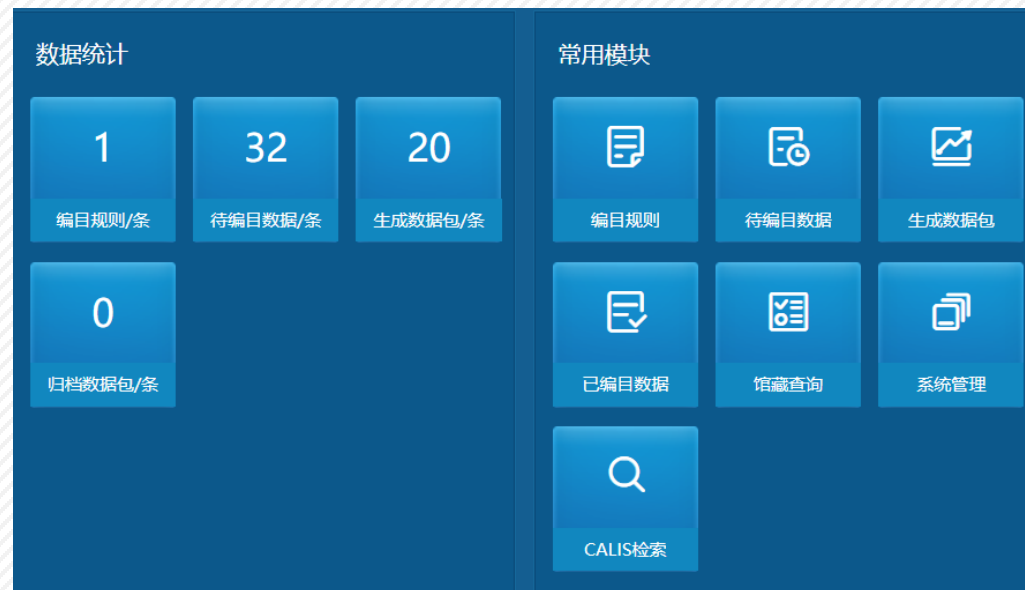 数据统计
1
32
20
编目规则/条
待编目数据/条
生成数据包/条
0
归档数据包/条
常用模块
编目规则
待编目数据
生成数据包
已编目数据
馆藏查询
系统管理
CALIS检索